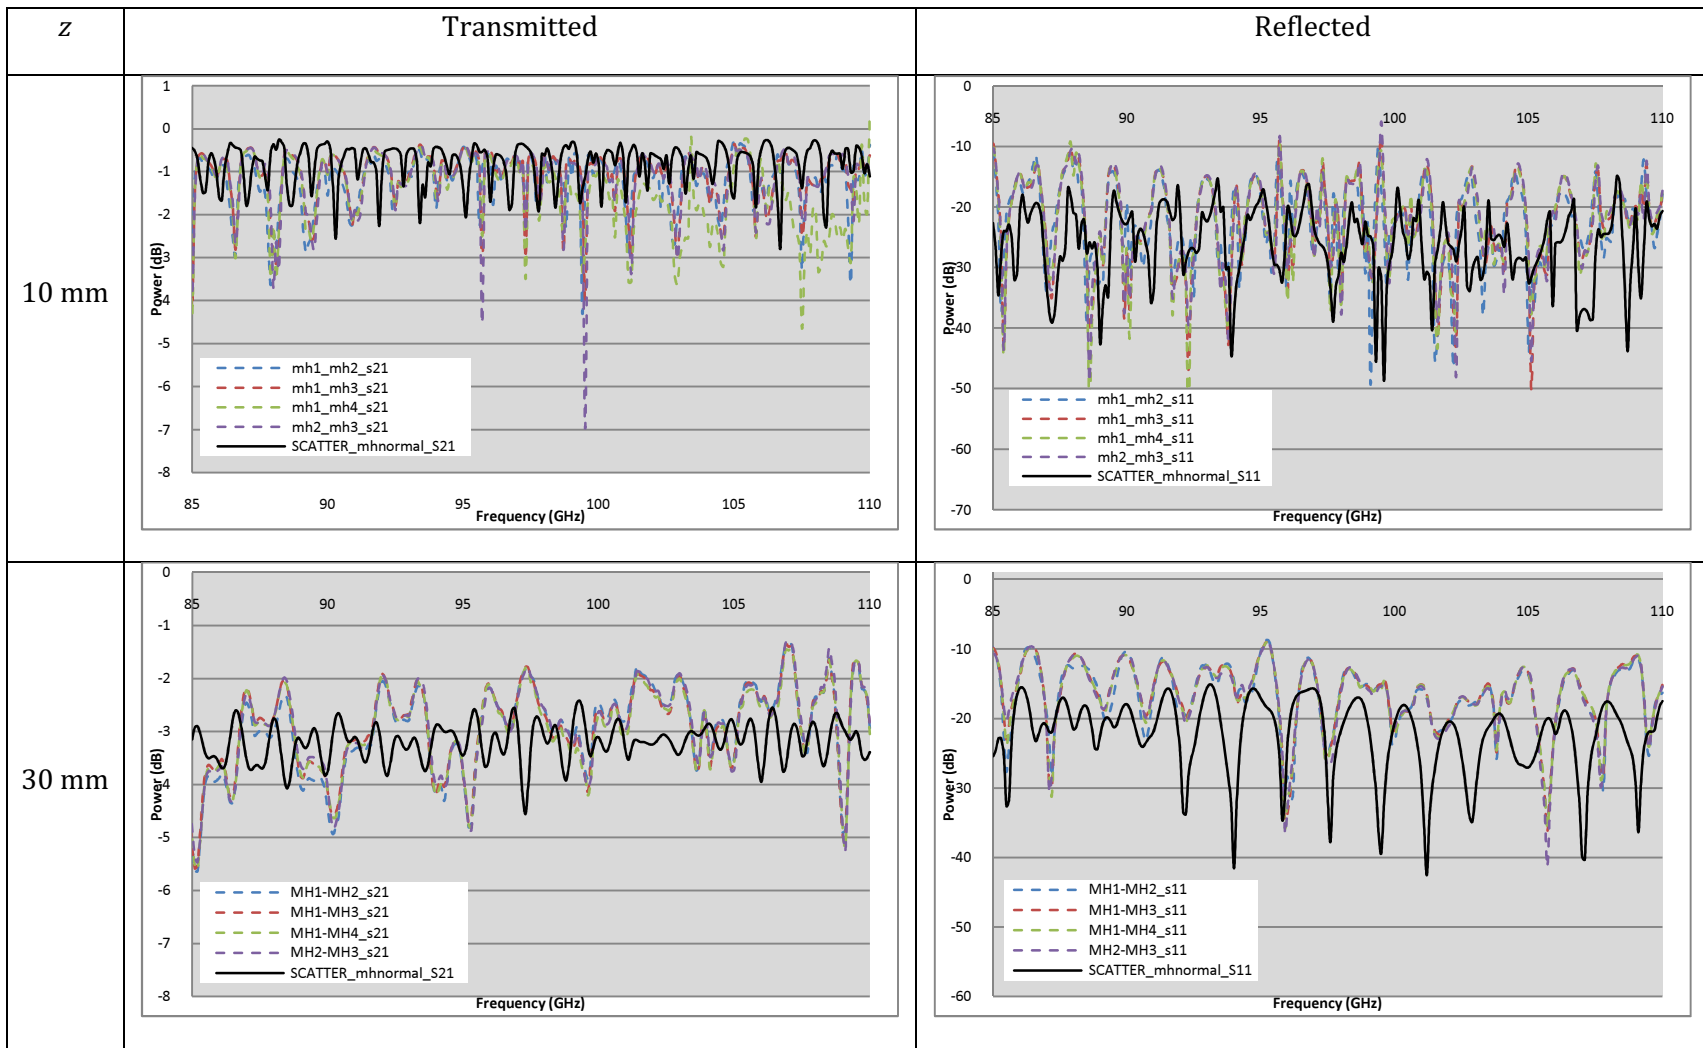 z
Transmitted
Reflected
10 mm
1
0
-1
-2
-3
-4
-5
-6
-7
-8
Power (dB)
mh1_mh2_s21
mh1_mh3_s21
mh1_mh4_s21
mh2_mh3_s21
SCATTER_mhnormal_S21
85 90 95 100 105 110
Frequency (GHz)
0
-10
-20
-30
-40
-50
-60
-70
85 90 95 100 105 110
Power (dB)
mh1_mh2_s11
mh1_mh3_s11
mh1_mh4_s11
mh2_mh3_s11
SCATTER_mhnormal_S11
Frequency (GHz)
30 mm
0
-1
-2
-3
-4
-5
-6
-7
-8
85 90 95 100 105 110
Power (dB)
MH1-MH2_s21
MH1-MH3_s21
MH1-MH4_s21
MH2-MH3_s21
SCATTER_mhnormal_S21
Frequency (GHz)
0
-10
-20
-30
-40
-50
-60
85 90 95 100 105 110
Power (dB)
MH1-MH2_s11
MH1-MH3_s11
MH1-MH4_s11
MH2-MH3_s11
SCATTER_mhnormal_S11
Frequency (GHz)